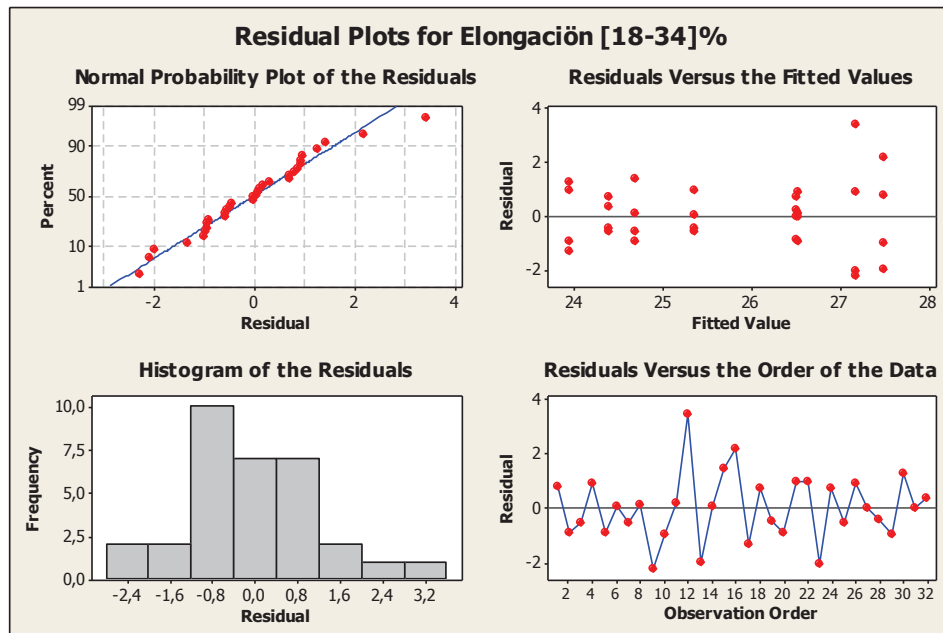 Residual Plots for Elongaciön [18-34]%
Normal Probability Plot of the Residuals
99
90
50
10
1
Percent
-2 0 2 4
Residual
Residuals Versus the Fitted Values
4
2
0
-2
Residual
24 25 26 27 28
Fitted Value
Histogram of the Residuals
10,0
7,5
5,0
2,5
0,0
Frequency
-2,4 -1,6 -0,8 0,0 0,8 1,6 2,4 3,2
Residual
Residuals Versus the Order of the Data
4
2
0
-2
Residual
2 4 6 8 10 12 14 16 18 20 22 24 26 28 30 32
Observation Order